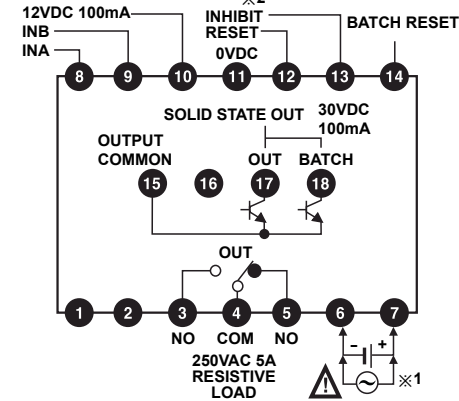 ※2
12VDC 100mA
INHIBIT
BATCH RESET
INB
RESET
INA
0VDC
8 9 10 11 12 13 14
SOLID STATE OUT
30VDC
100mA
OUTPUT
COMMON
OUT BATCH
15 16 17 18
OUT
1 2 3 4 5 6 7
NO COM NO
- +
250VAC 5A
RESISTIVE
LOAD
! ~ ※1